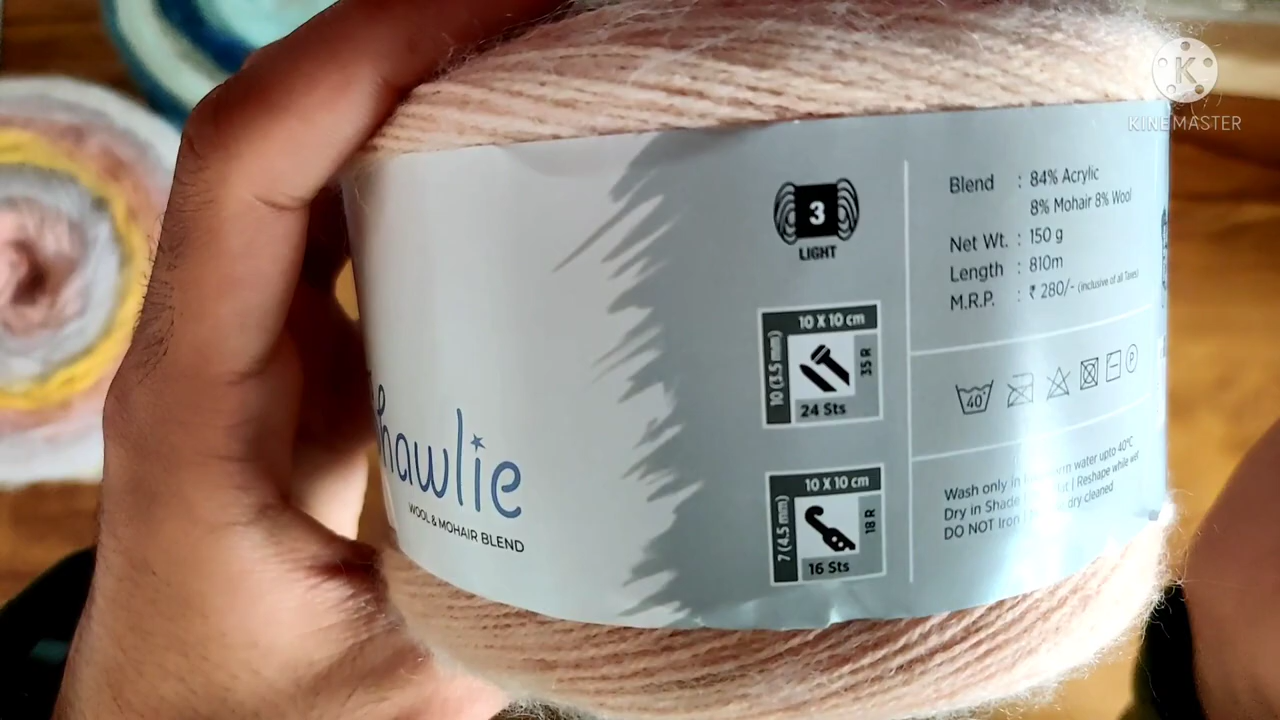 KINEMASTER
hawlie
WOOL & MOHAIR BLEND
3
LIGHT
10 X 10 cm
10 (3.5 mm)
35 R
24 Sts
10 X 10 cm
7 (4.5 mm)
18 R
16 Sts
Blend : 84% Acrylic
8% Mohair 8% Wool
Net Wt. : 150 g
Length : 810m
M.R.P. : ₹ 280/- (inclusive of all Taxes)
40°
P
Wash only in water upto 40°C
Dry in Shade | Reshape while wet
DO NOT Iron | dry cleaned